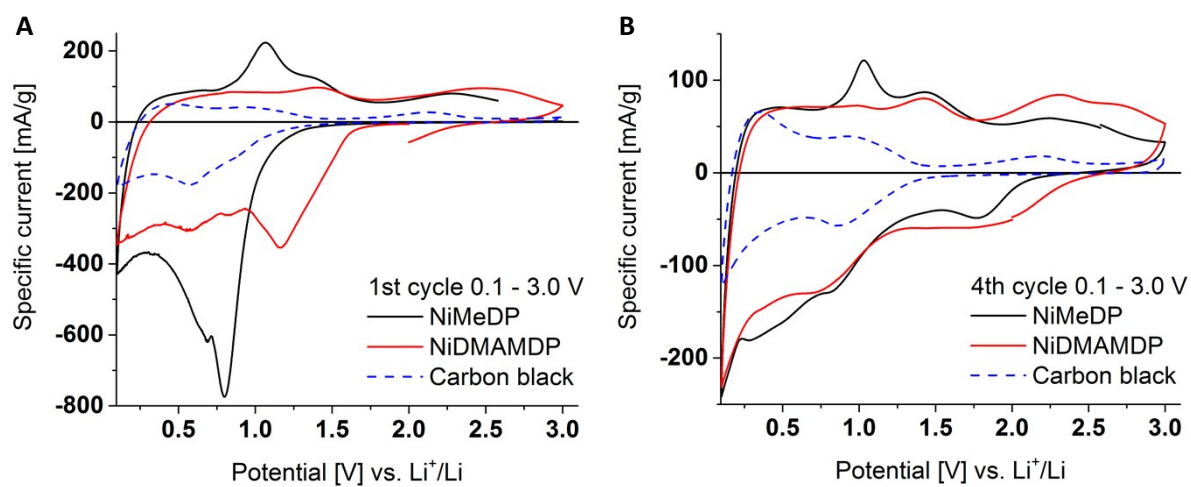 A
Specific current [mA/g]
200
0
-200
-400
-600
-800
1st cycle 0.1 - 3.0 V
NiMeDP
NiDMAMDP
Carbon black
0.5 1.0 1.5 2.0 2.5 3.0
Potential [V] vs. Li⁺/Li
B
Specific current [mA/g]
100
0
-100
-200
4th cycle 0.1 - 3.0 V
NiMeDP
NiDMAMDP
Carbon black
0.5 1.0 1.5 2.0 2.5 3.0
Potential [V] vs. Li⁺/Li